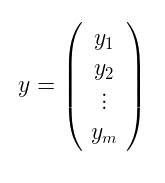 y = ( y₁
y₂
⋮
yₘ )